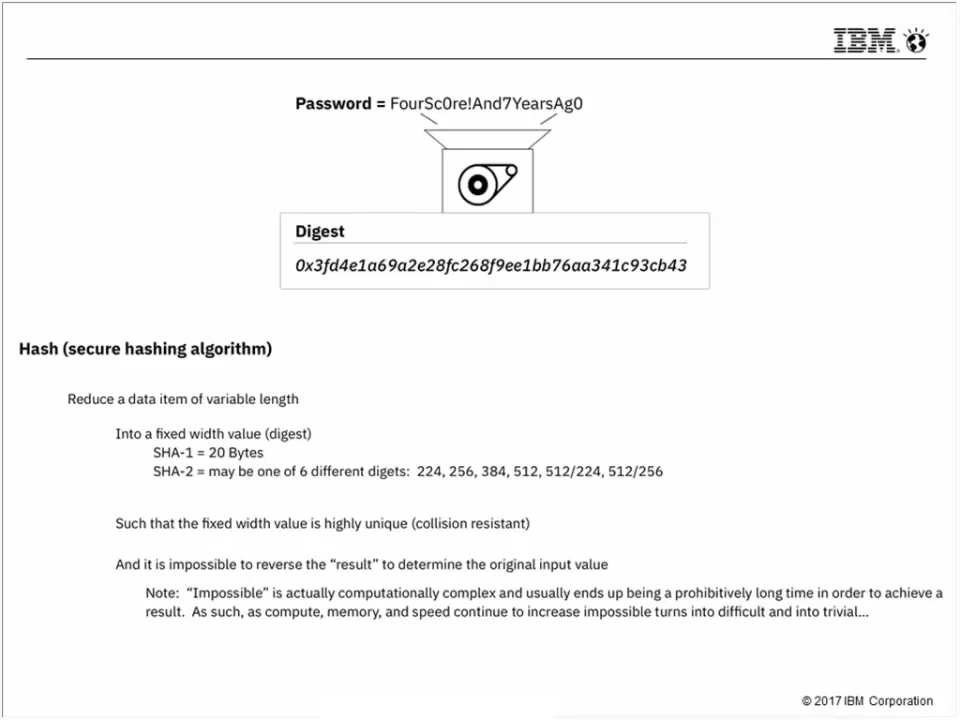 IBM
Password = FourSc0re!And7YearsAg0
Digest
0x3fd4e1a69a2e28fc268f9ee1bb76aa341c93cb43
Hash (secure hashing algorithm)
Reduce a data item of variable length
Into a fixed width value (digest)
SHA-1 = 20 Bytes
SHA-2 = may be one of 6 different digets: 224, 256, 384, 512, 512/224, 512/256
Such that the fixed width value is highly unique (collision resistant)
And it is impossible to reverse the “result” to determine the original input value
Note: “Impossible” is actually computationally complex and usually ends up being a prohibitively long time in order to achieve a
result. As such, as compute, memory, and speed continue to increase impossible turns into difficult and into trivial...
© 2017 IBM Corporation